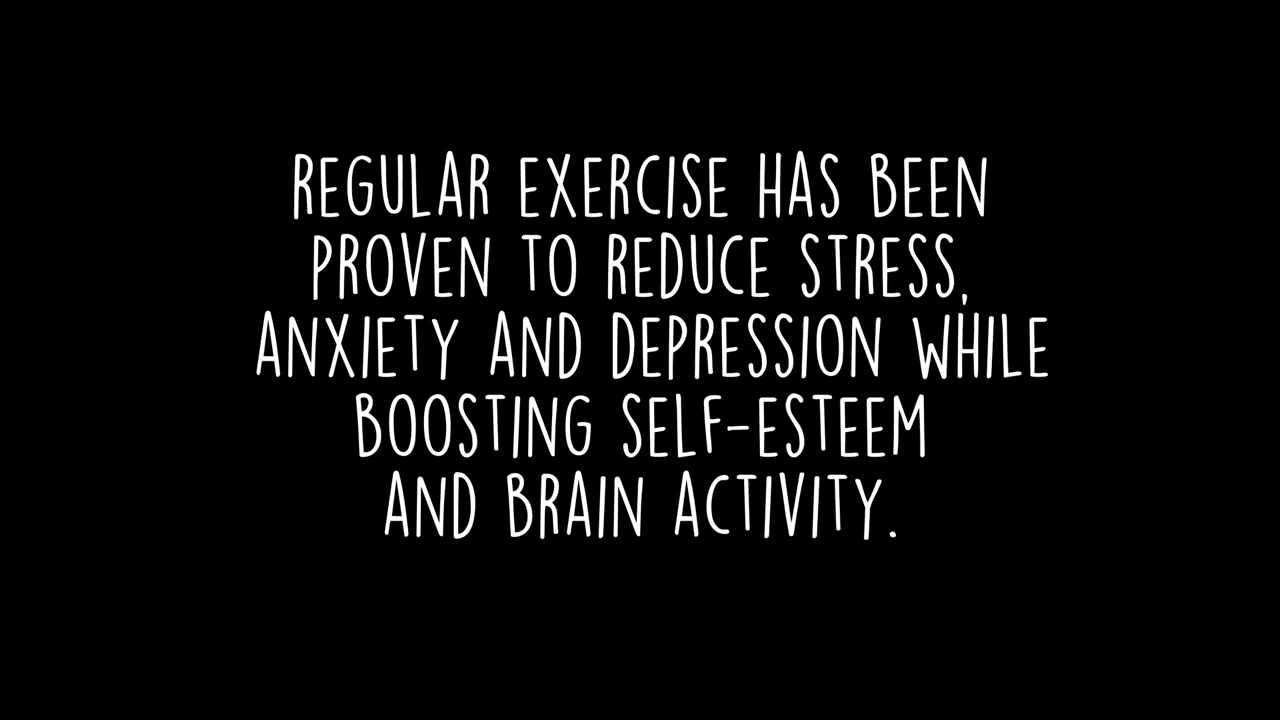 REGULAR EXERCISE HAS BEEN
PROVEN TO REDUCE STRESS,
ANXIETY AND DEPRESSION WHILE
BOOSTING SELF-ESTEEM
AND BRAIN ACTIVITY.